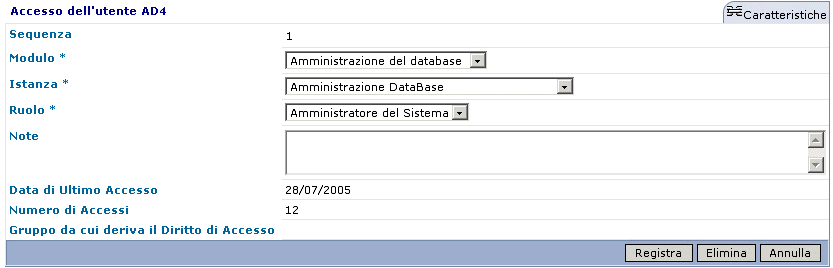 Accesso dell'utente AD4 Caratteristiche
Sequenza 1
Modulo * Amministrazione del database
Istanza * Amministrazione DataBase
Ruolo * Amministratore del Sistema
Note
Data di Ultimo Accesso 28/07/2005
Numero di Accessi 12
Gruppo da cui deriva il Diritto di Accesso
Registra Elimina Annulla